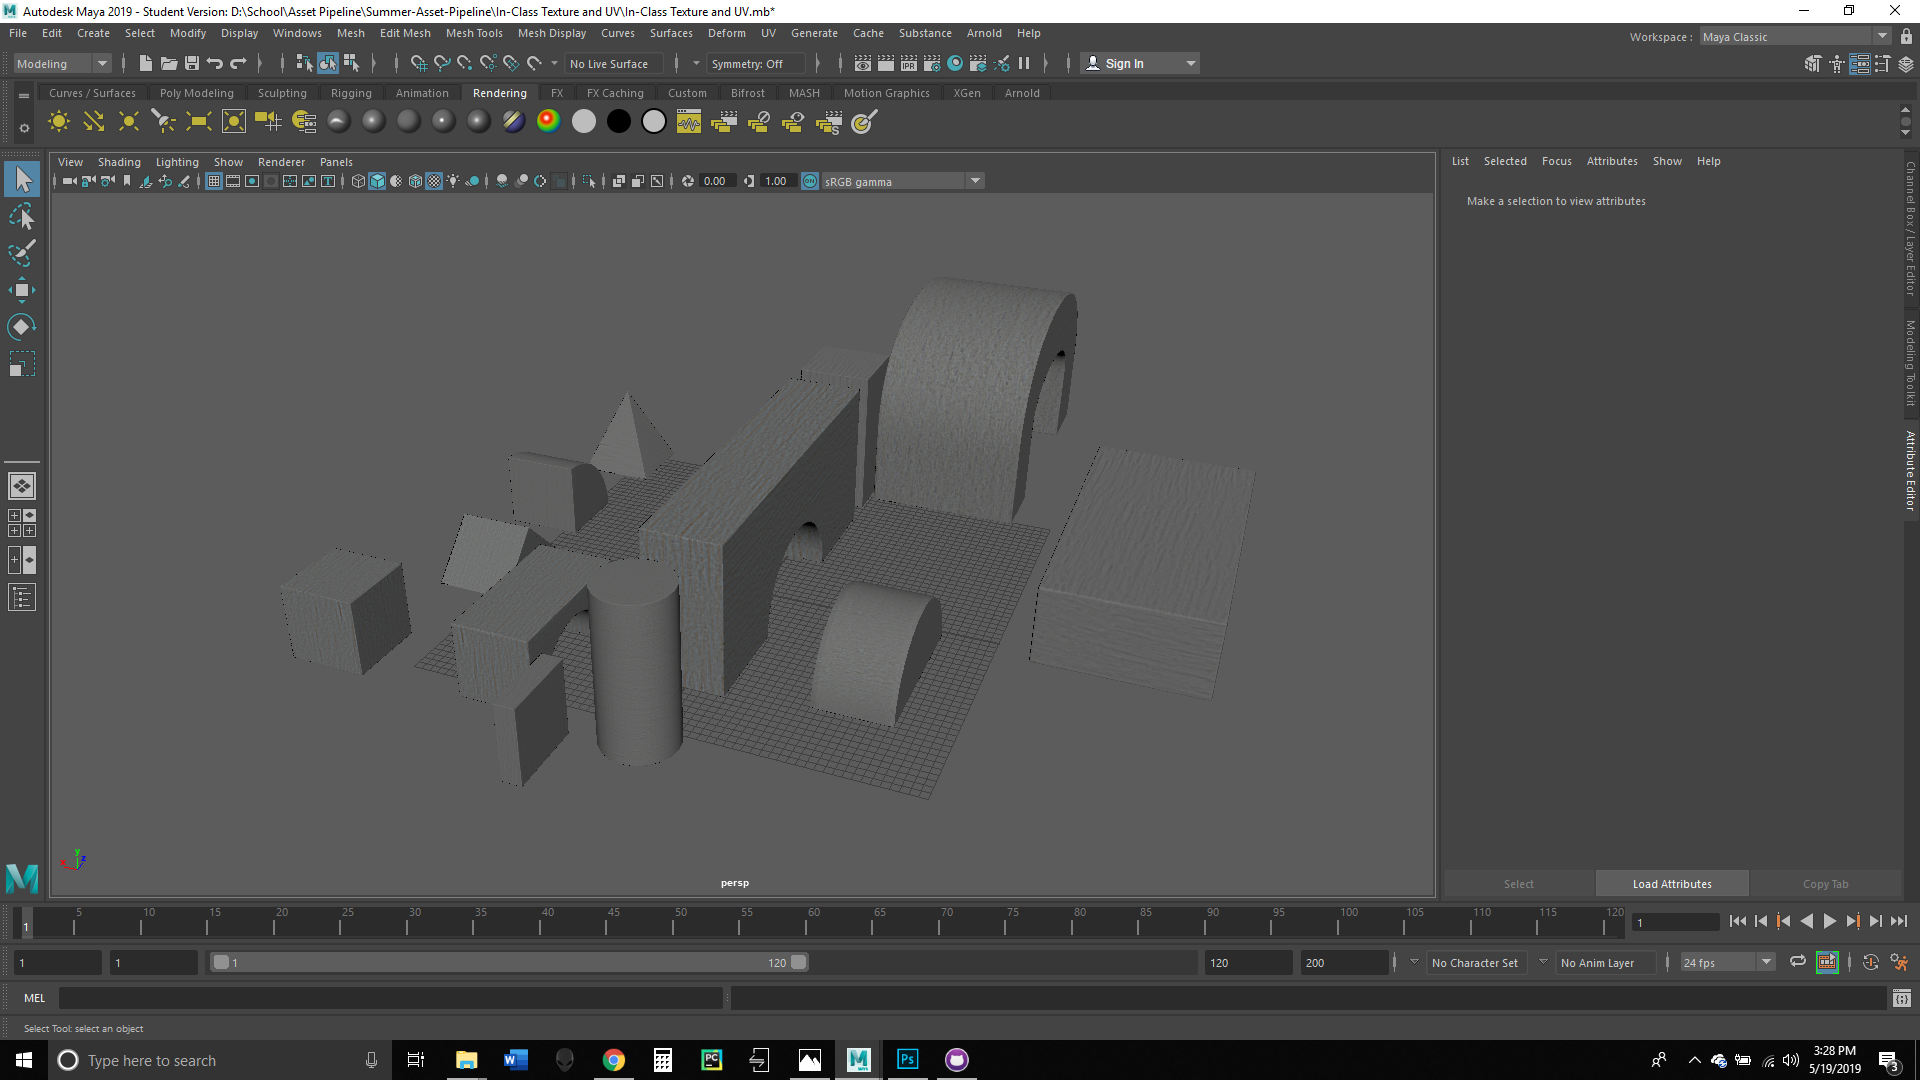 Autodesk Maya 2019 - Student Version: D:\School\Asset Pipeline\Summer-Asset-Pipeline\In-Class Texture and UV\In-Class Texture and UV.mb*
File Edit Create Select Modify Display Windows Mesh Edit Mesh Mesh Tools Mesh Display Curves Surfaces Deform UV Generate Cache Substance Arnold Help
Workspace : Maya Classic
Modeling No Live Surface Symmetry: Off IPR Sign In
Curves / Surfaces Poly Modeling Sculpting Rigging Animation Rendering FX FX Caching Custom Bifrost MASH Motion Graphics XGen Arnold
View Shading Lighting Show Renderer Panels
0.00 1.00 ON sRGB gamma
List Selected Focus Attributes Show Help
Make a selection to view attributes
Channel Box / Layer Editor
Modeling Toolkit
Attribute Editor
y
x z
persp
Select Load Attributes Copy Tab
1 5 10 15 20 25 30 35 40 45 50 55 60 65 70 75 80 85 90 95 100 105 110 115 120 1
1 1 1 120 120 200 No Character Set No Anim Layer 24 fps
MEL
Select Tool: select an object
Type here to search
W PC M MAYA Ps
3:28 PM
5/19/2019
3